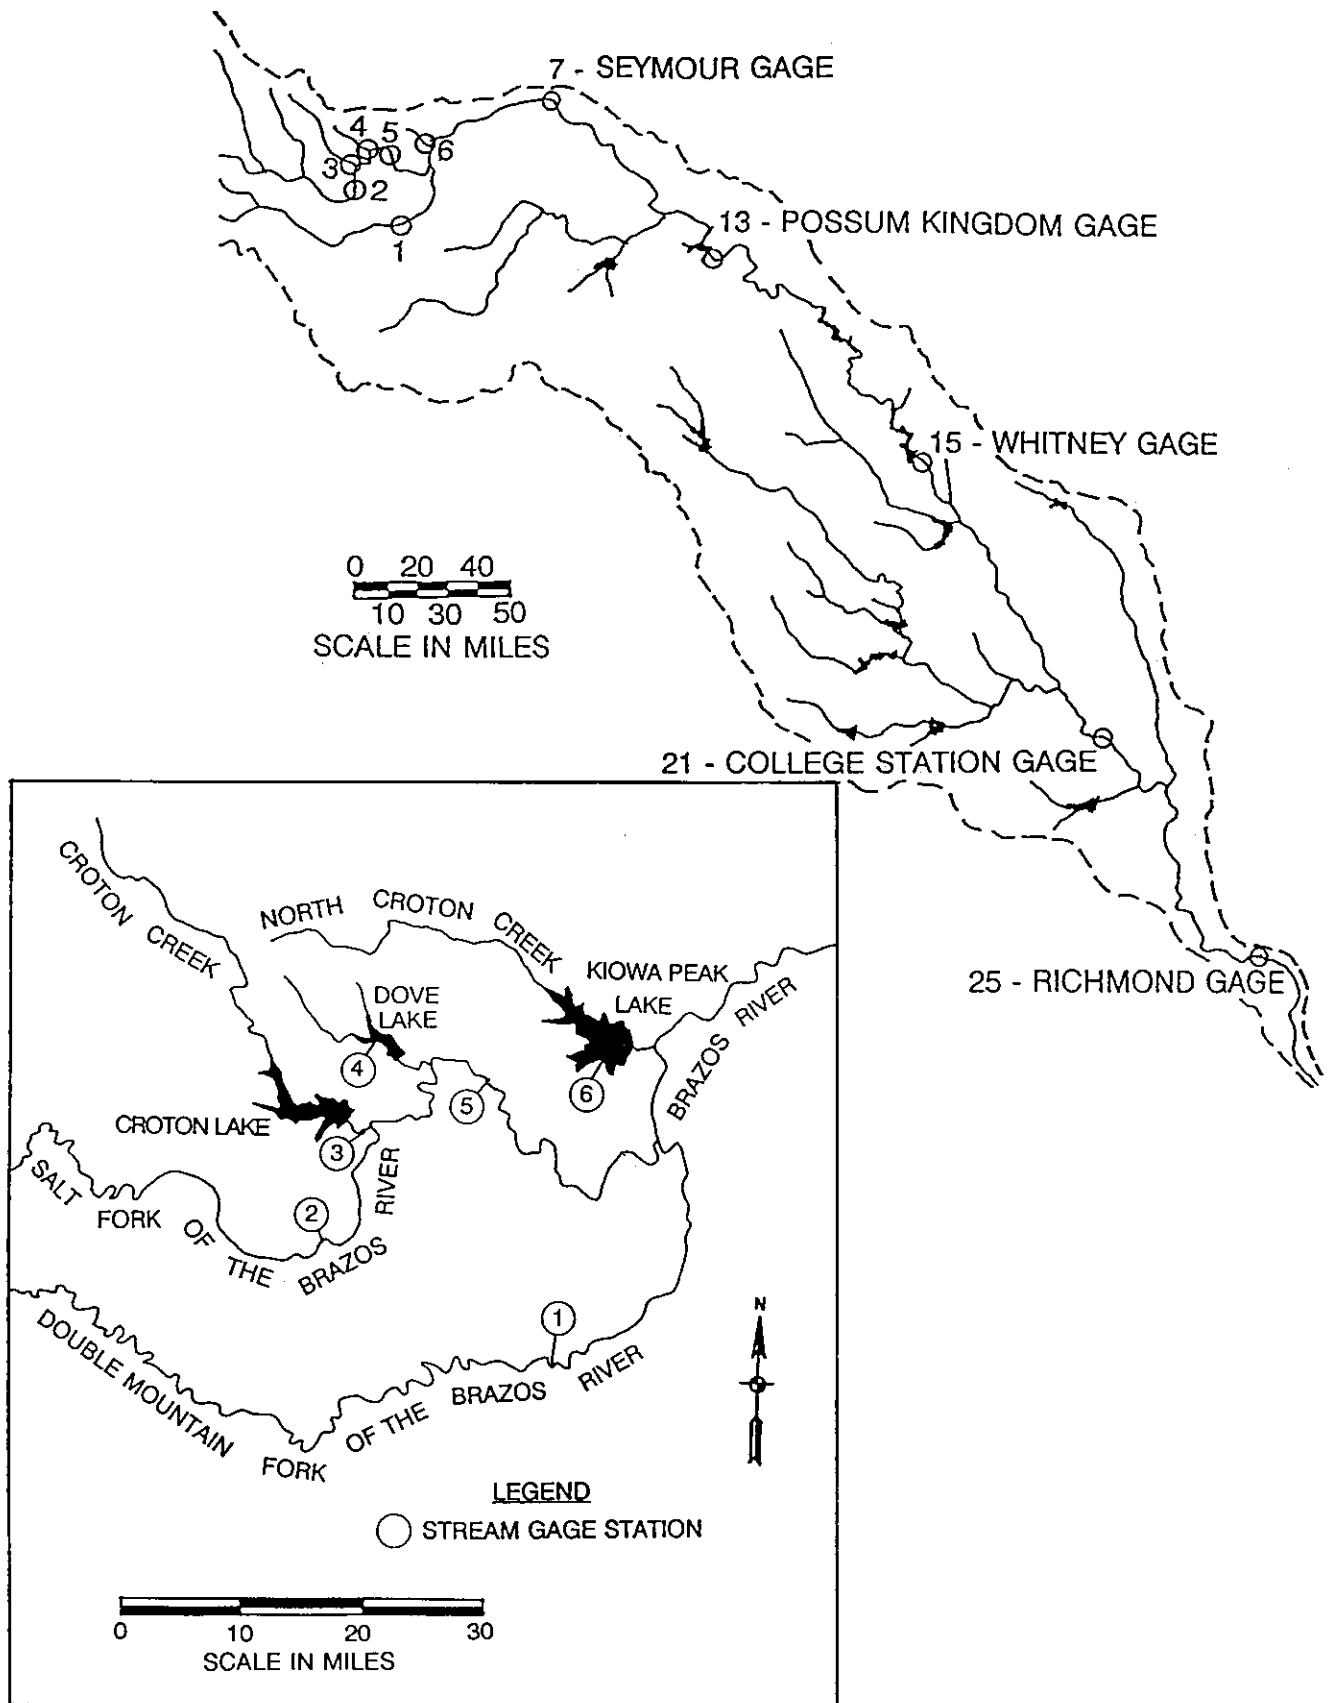 7 - SEYMOUR GAGE
4
5
6
3
2
1
13 - POSSUM KINGDOM GAGE
15 - WHITNEY GAGE
0 20 40
10 30 50
SCALE IN MILES
21 - COLLEGE STATION GAGE
25 - RICHMOND GAGE
CROTON CREEK
NORTH CROTON CREEK
KIOWA PEAK
LAKE
DOVE
LAKE
BRAZOS RIVER
4
5
6
CROTON LAKE
3
SALT FORK OF THE BRAZOS RIVER
2
1
DOUBLE MOUNTAIN FORK OF THE BRAZOS RIVER
N
LEGEND
STREAM GAGE STATION
0 10 20 30
SCALE IN MILES